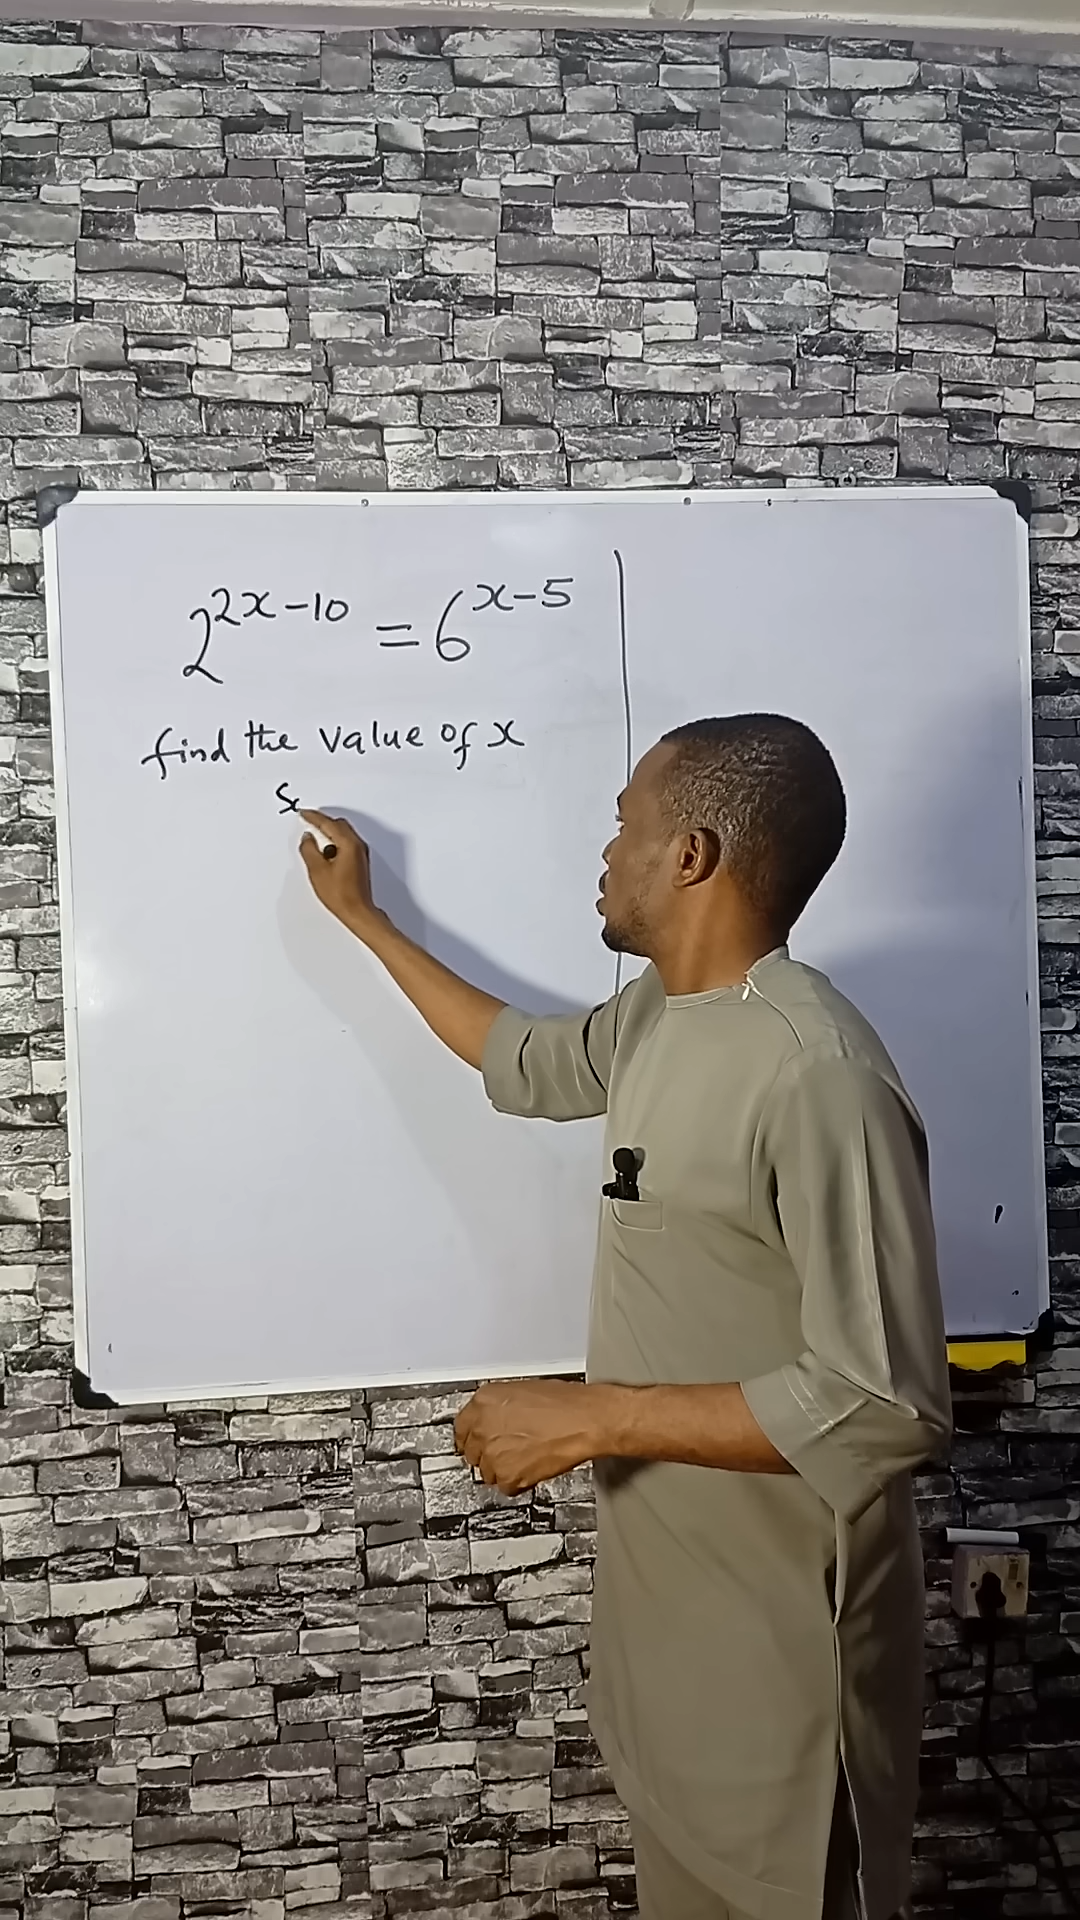 2^{2x-10} = 6^{x-5}
find the value of x